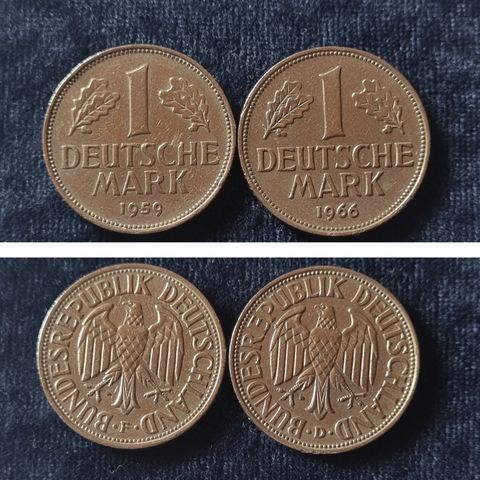 1
DEUTSCHE
MARK
1959
1
DEUTSCHE
MARK
1966
BUNDESREPUBLIK DEUTSCHLAND
· F ·
BUNDESREPUBLIK DEUTSCHLAND
· D ·